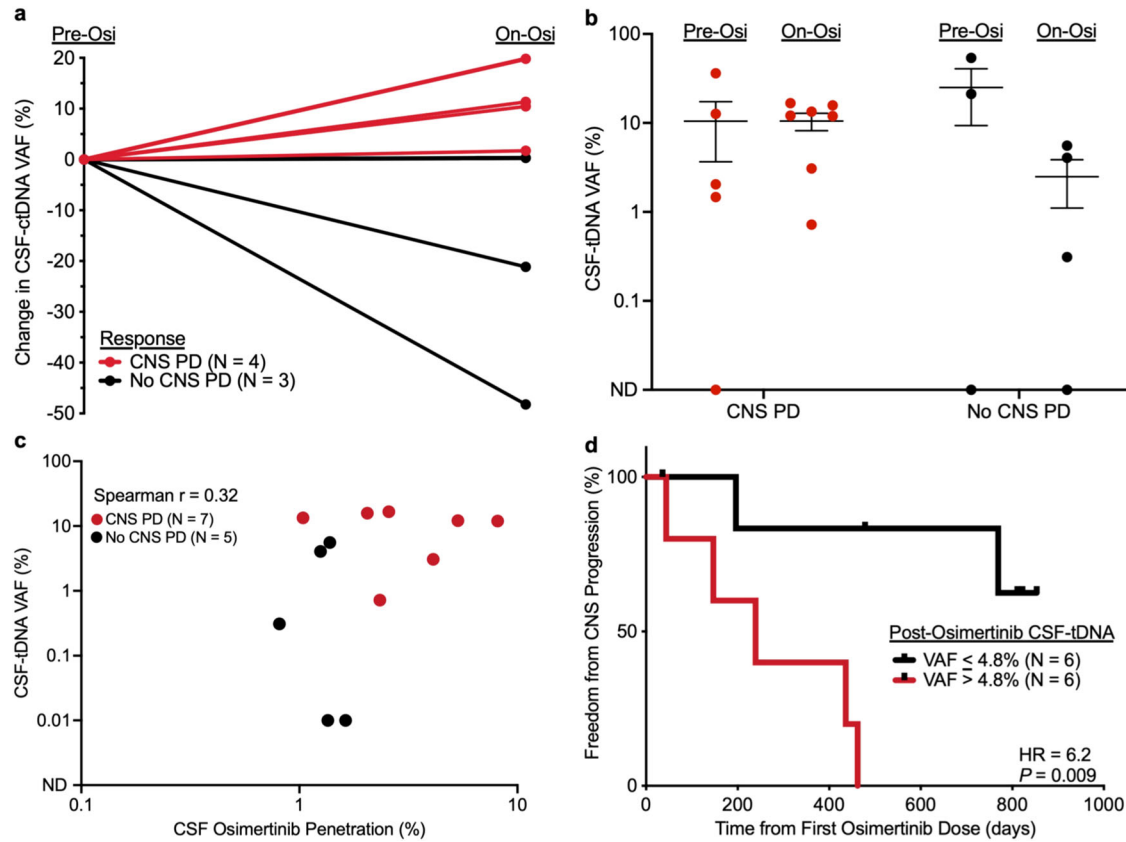 a
Pre-Osi
On-Osi
20
10
0
-10
-20
-30
-40
-50
Change in CSF-ctDNA VAF (%)
Response
CNS PD (N = 4)
No CNS PD (N = 3)
b
Pre-Osi
On-Osi
Pre-Osi
On-Osi
100
10
1
0.1
ND
CSF-tDNA VAF (%)
CNS PD
No CNS PD
c
100
10
1
0.1
0.01
ND
CSF-tDNA VAF (%)
Spearman r = 0.32
CNS PD (N = 7)
No CNS PD (N = 5)
0.1
1
10
CSF Osimertinib Penetration (%)
d
100
50
0
Freedom from CNS Progression (%)
Post-Osimertinib CSF-tDNA
VAF ≤ 4.8% (N = 6)
VAF > 4.8% (N = 6)
HR = 6.2
P = 0.009
0
200
400
600
800
1000
Time from First Osimertinib Dose (days)